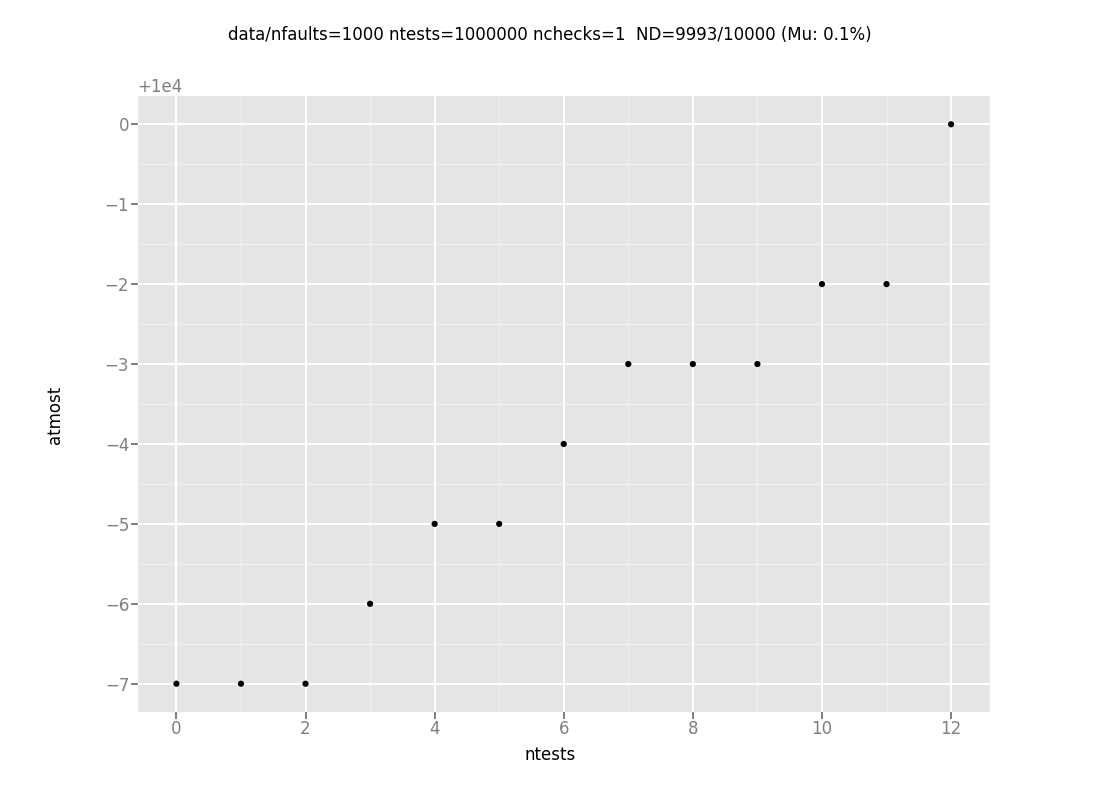 data/nfaults=1000 ntests=1000000 nchecks=1  ND=9993/10000 (Mu: 0.1%)
+1e4
0
−1
−2
−3
−4
−5
−6
−7
atmost
0 2 4 6 8 10 12
ntests